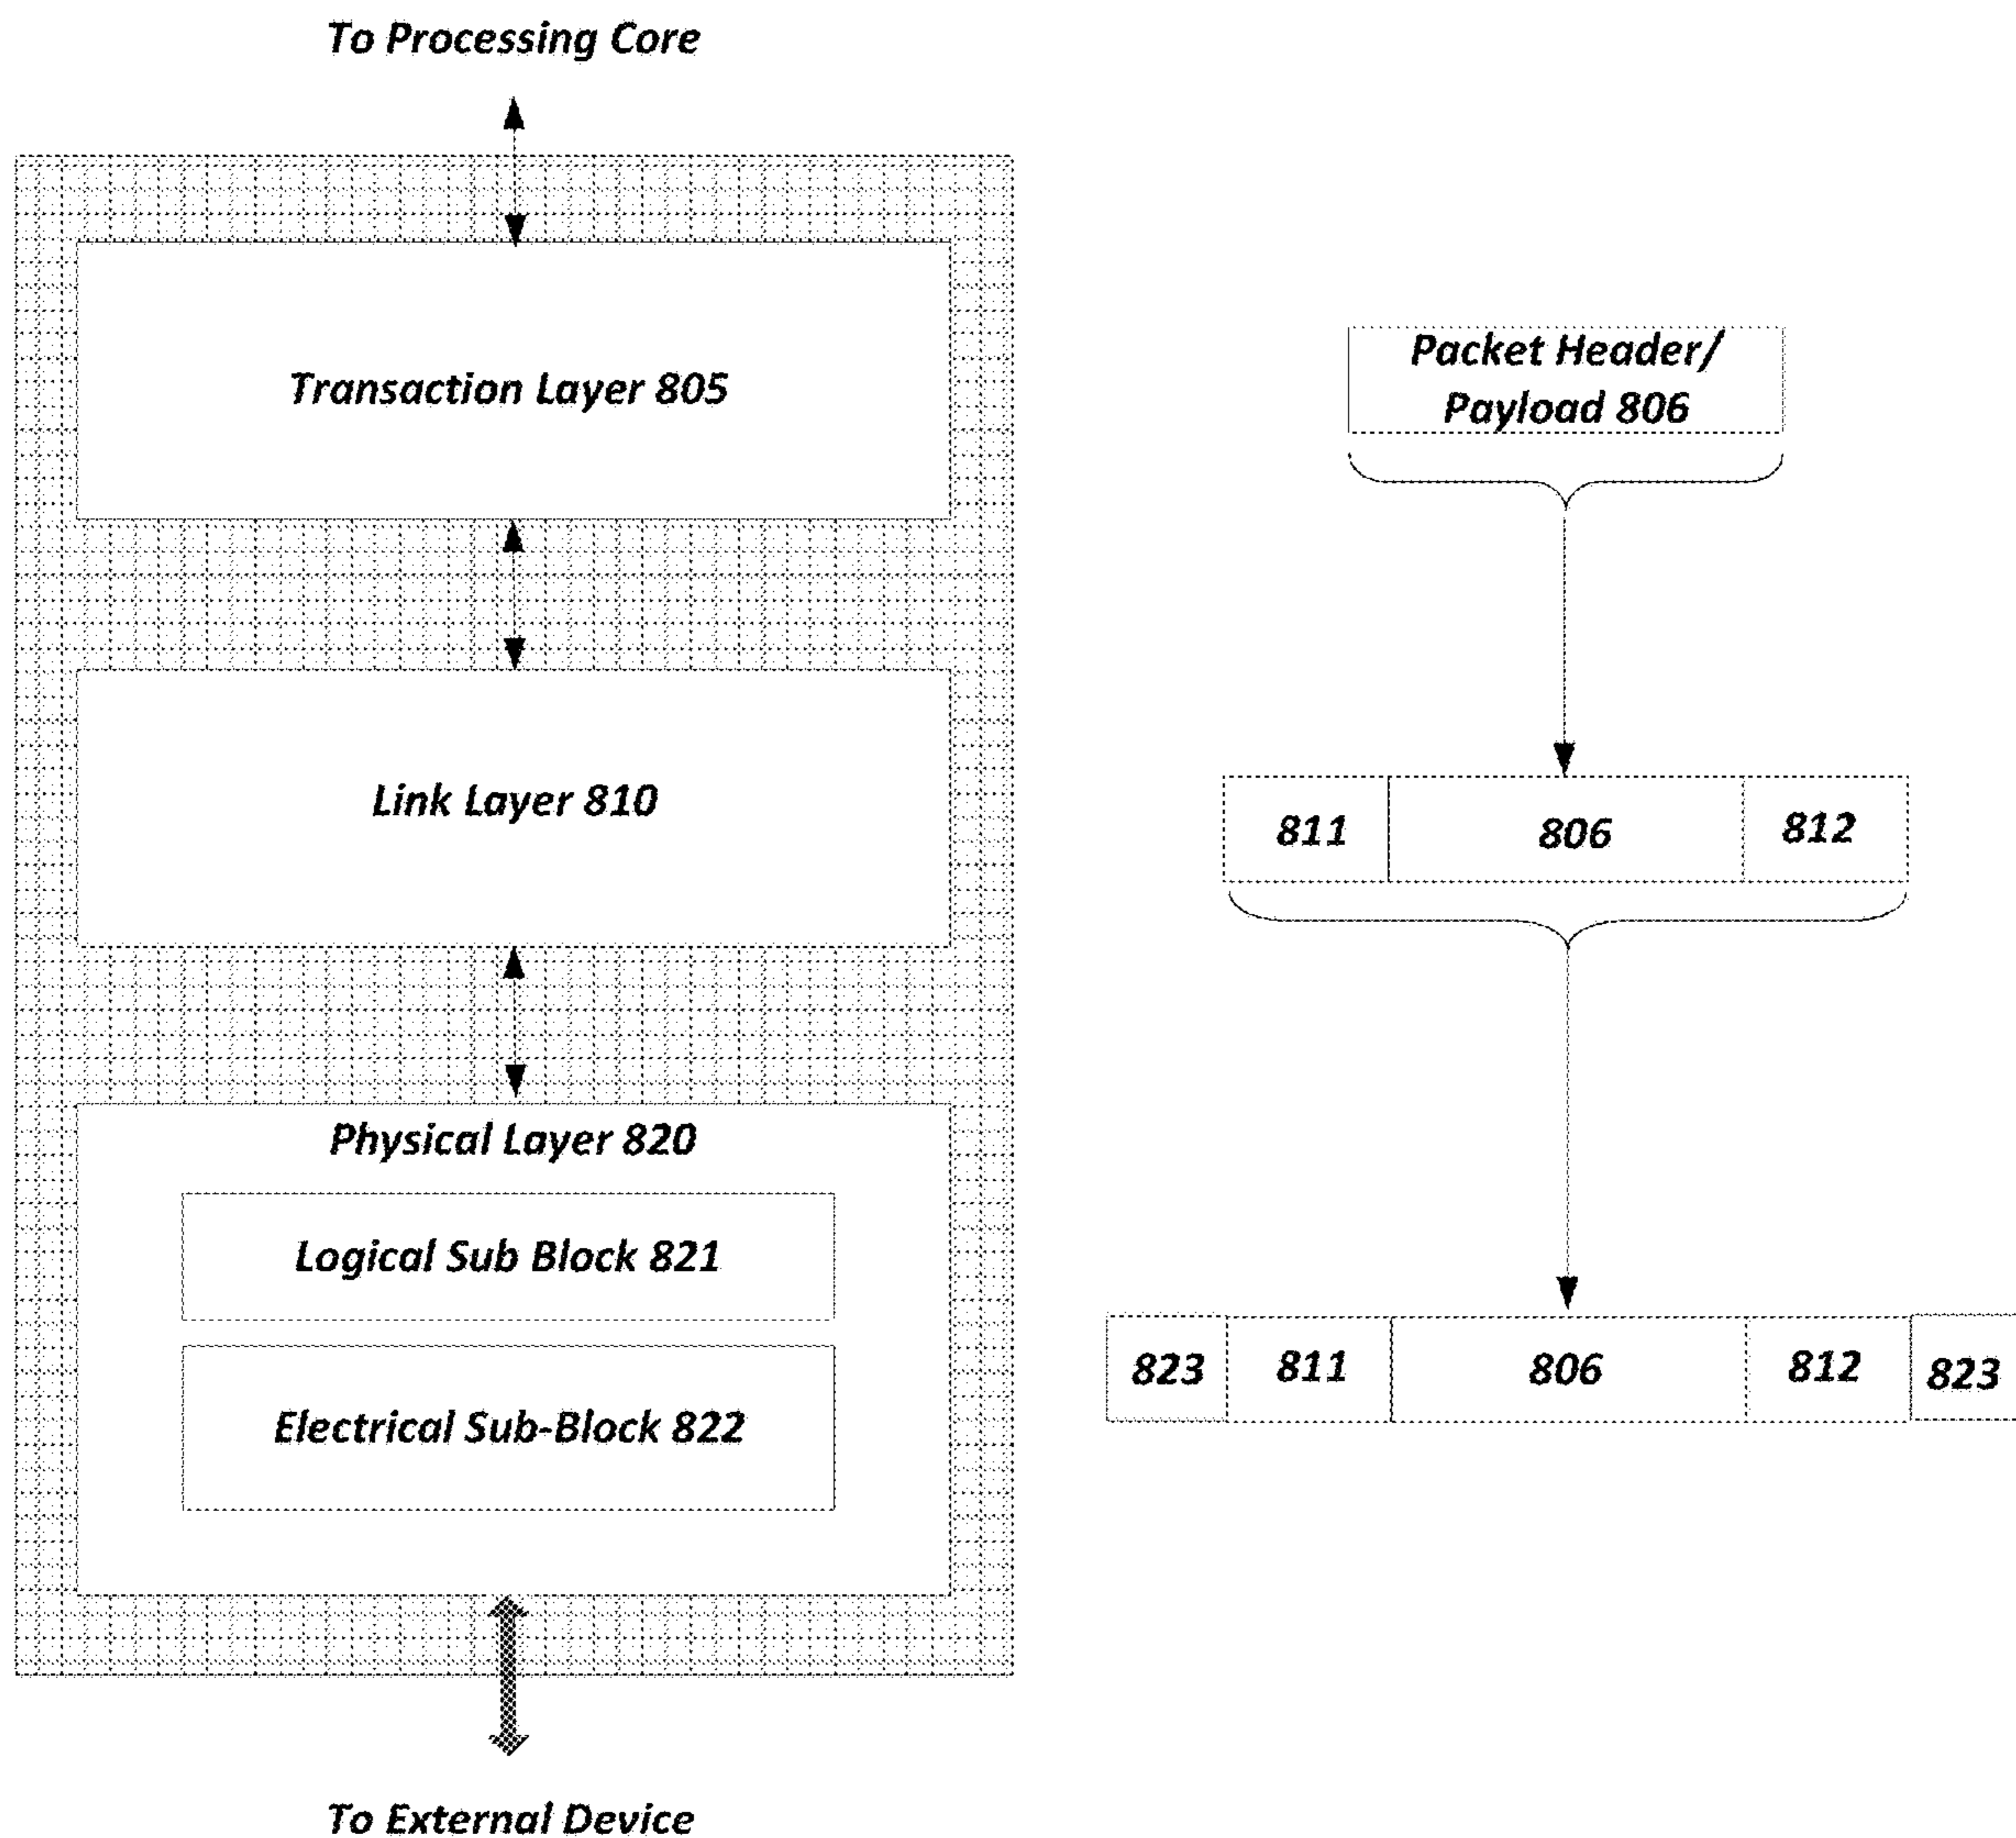 To Processing Core
Transaction Layer 805
Packet Header/
Payload 806
Link Layer 810
811 806 812
Physical Layer 820
Logical Sub Block 821
Electrical Sub-Block 822
823 811 806 812 823
To External Device